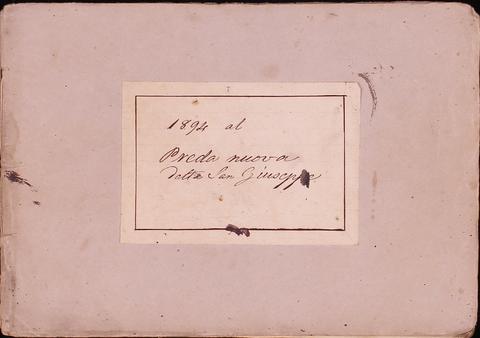 1894 al
Preda nuova
detta San Giuseppe